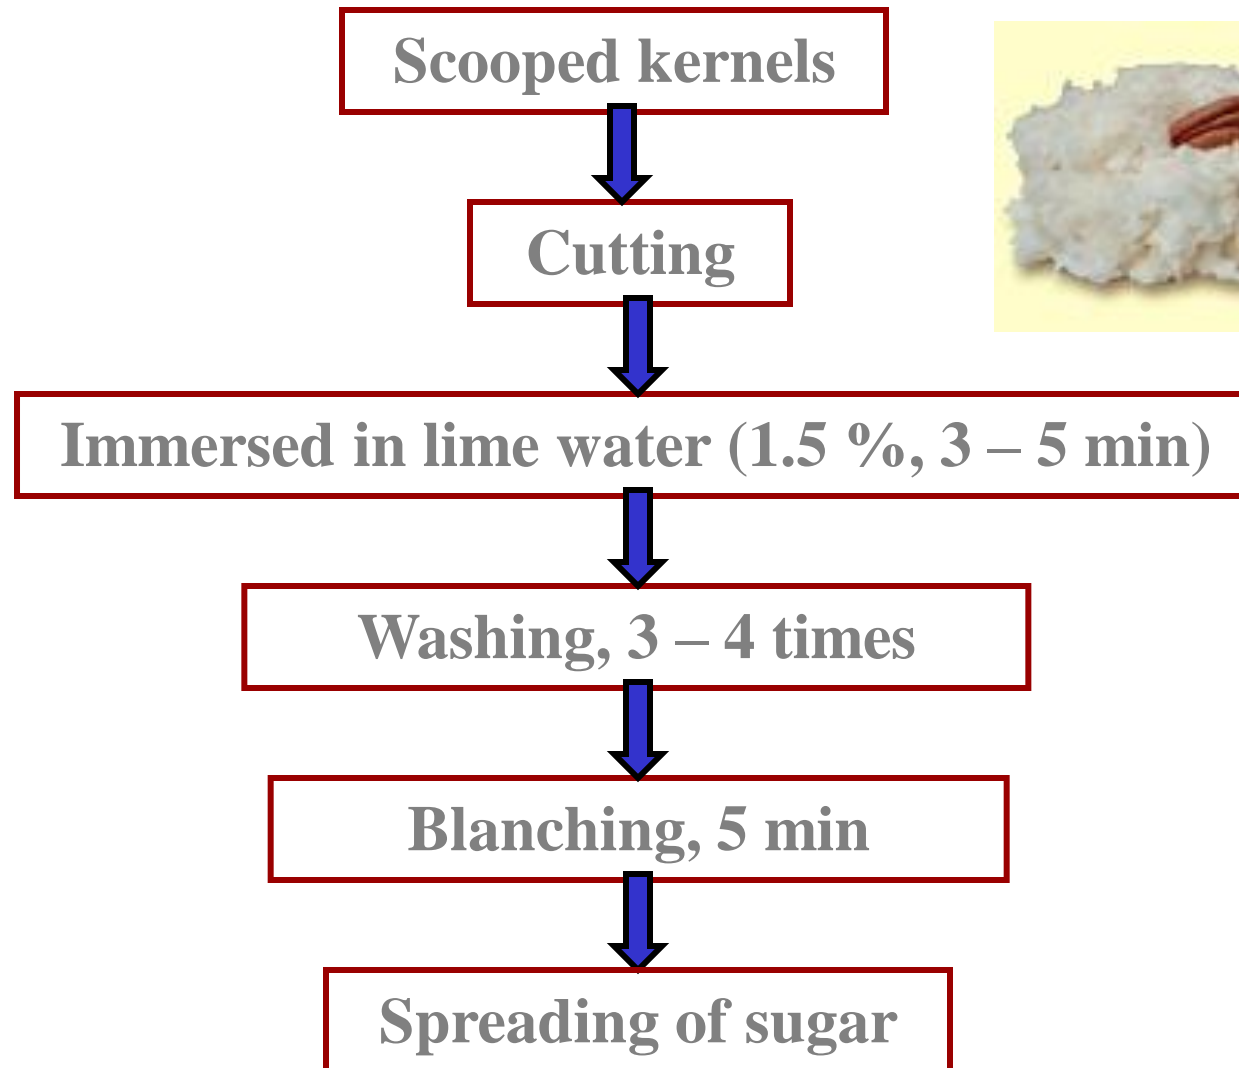 Scooped kernels
Cutting
Immersed in lime water (1.5 %, 3 – 5 min)
Washing, 3 – 4 times
Blanching, 5 min
Spreading of sugar